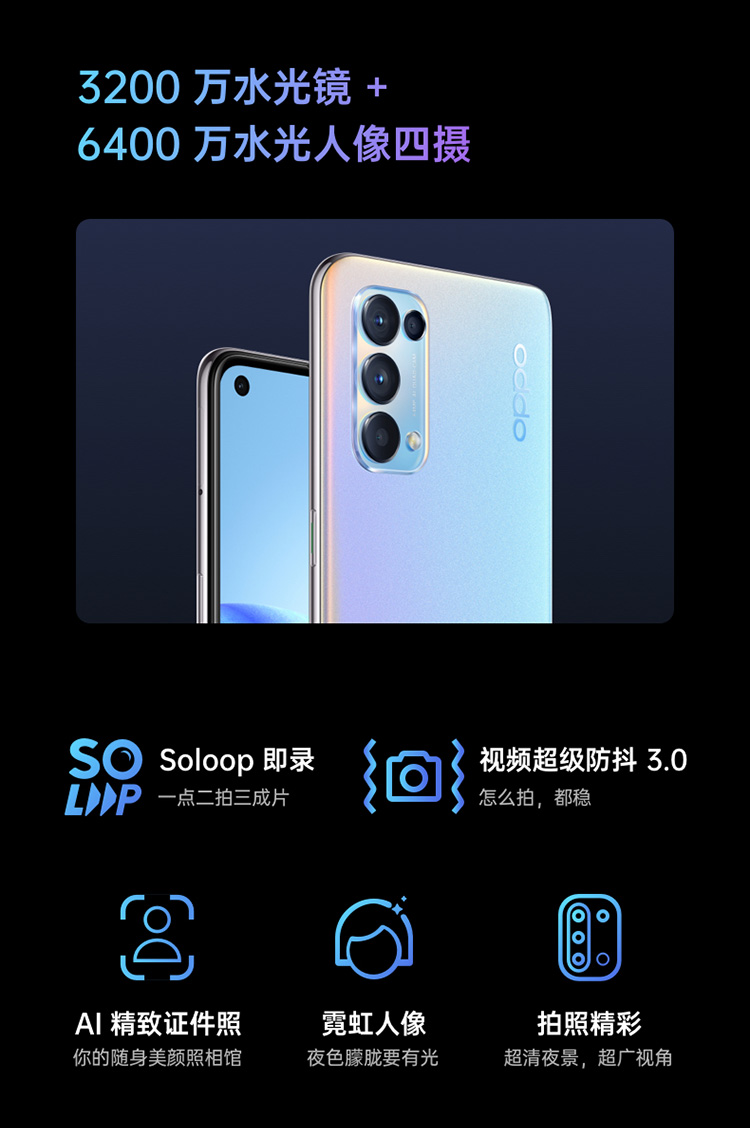 3200 万水光镜 +
6400 万水光人像四摄
oppo
SO
LOOP
Soloop 即录
一点二拍三成片
视频超级防抖 3.0
怎么拍，都稳
AI 精致证件照
你的随身美颜照相馆
霓虹人像
夜色朦胧要有光
拍照精彩
超清夜景，超广视角